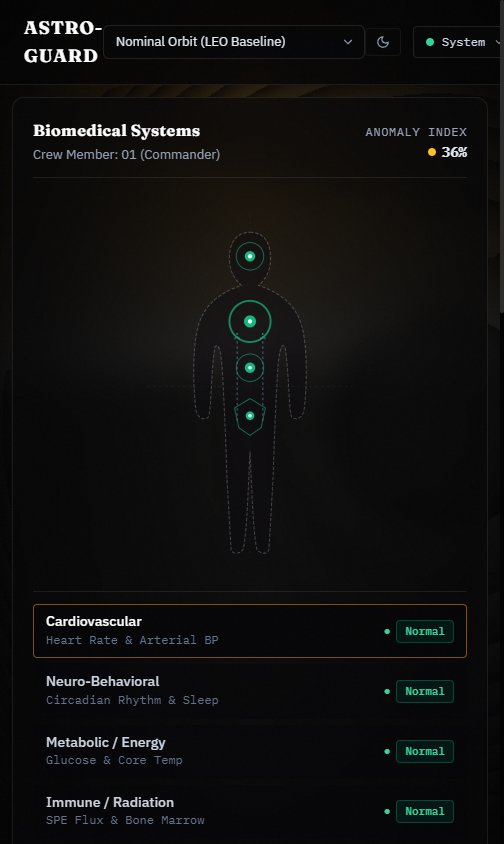 ASTRO-
GUARD
Nominal Orbit (LEO Baseline)
System
Biomedical Systems
Crew Member: 01 (Commander)
ANOMALY INDEX
36%
Cardiovascular
Heart Rate & Arterial BP
Normal
Neuro-Behavioral
Circadian Rhythm & Sleep
Normal
Metabolic / Energy
Glucose & Core Temp
Normal
Immune / Radiation
SPE Flux & Bone Marrow
Normal